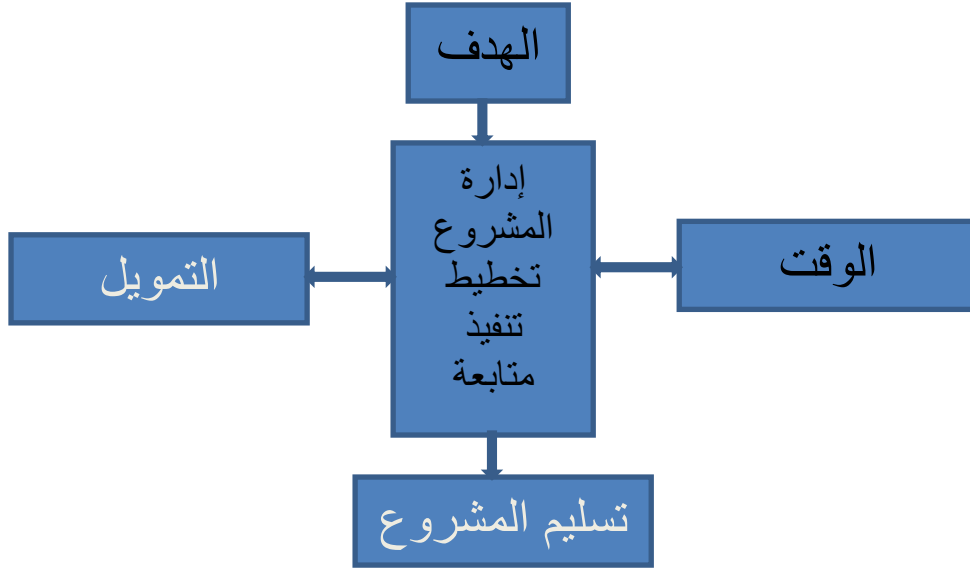 الهدف
إدارة
المشروع
تخطيط
تنفيذ
متابعة
الوقت
التمويل
تسليم المشروع